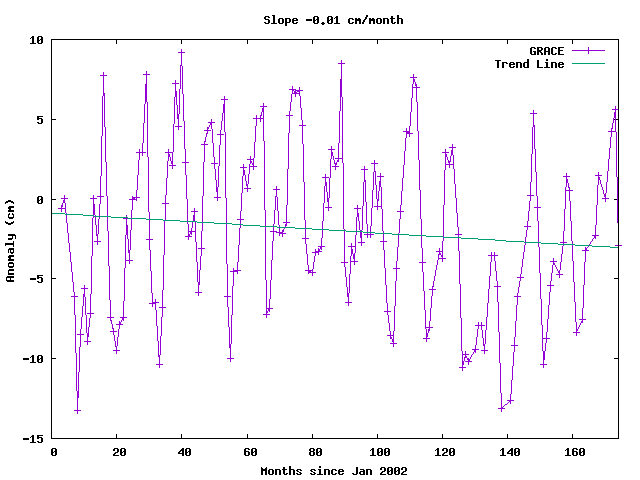 Slope -0.01 cm/month
GRACE
Trend Line
10
5
0
-5
-10
-15
Anomaly (cm)
0 20 40 60 80 100 120 140 160
Months since Jan 2002